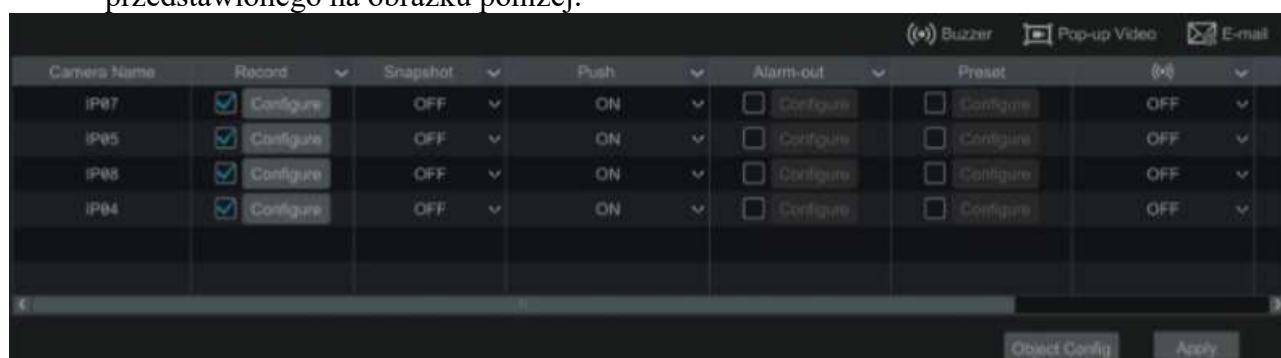 przedstawionego na obrazku poniżej.
Buzzer Pop-up Video E-mail
Camera Name Record Snapshot Push Alarm-out Preset
IP07 Configure OFF ON Configure Configure OFF
IP05 Configure OFF ON Configure Configure OFF
IP08 Configure OFF ON Configure Configure OFF
IP04 Configure OFF ON Configure Configure OFF
Object Config Apply